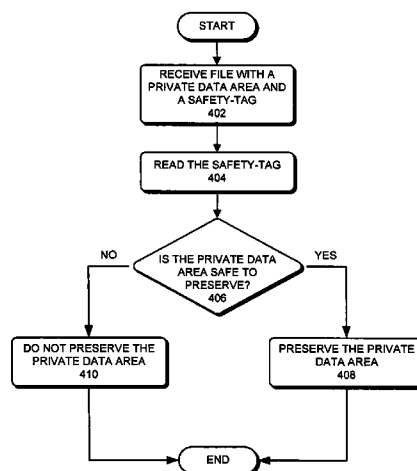 START
RECEIVE FILE WITH A
PRIVATE DATA AREA AND
A SAFETY-TAG
402
READ THE SAFETY-TAG
404
IS THE PRIVATE DATA
AREA SAFE TO
PRESERVE?
406
NO
YES
DO NOT PRESERVE THE
PRIVATE DATA AREA
410
PRESERVE THE PRIVATE
DATA AREA
408
END